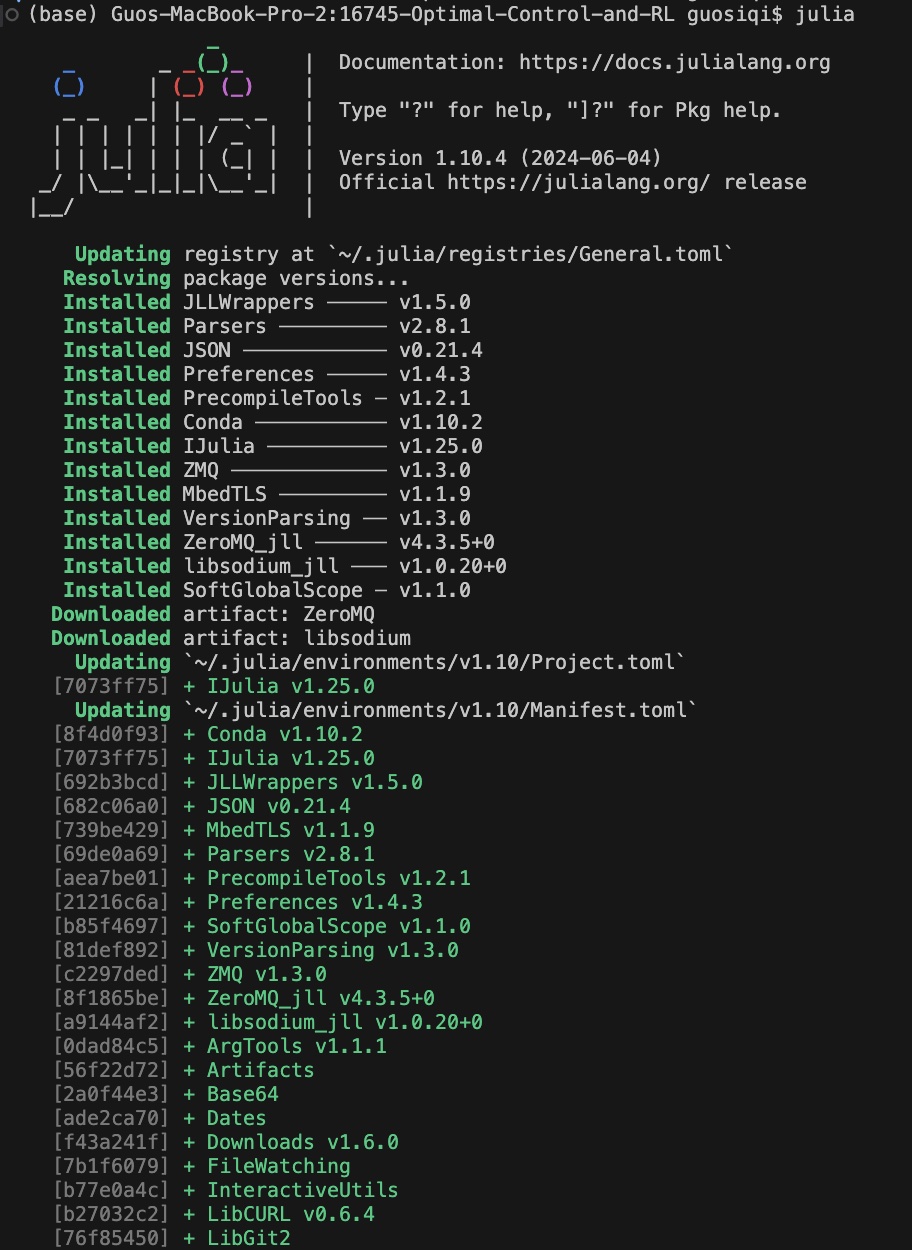 (base) Guos-MacBook-Pro-2:16745-Optimal-Control-and-RL guosiqi$ julia
Documentation: https://docs.julialang.org
Type "?" for help, "]?" for Pkg help.
Version 1.10.4 (2024-06-04)
Official https://julialang.org/ release
Updating registry at `~/.julia/registries/General.toml`
Resolving package versions...
Installed JLLWrappers ───── v1.5.0
Installed Parsers ───────── v2.8.1
Installed JSON ──────────── v0.21.4
Installed Preferences ───── v1.4.3
Installed PrecompileTools ─ v1.2.1
Installed Conda ─────────── v1.10.2
Installed IJulia ────────── v1.25.0
Installed ZMQ ───────────── v1.3.0
Installed MbedTLS ───────── v1.1.9
Installed VersionParsing ── v1.3.0
Installed ZeroMQ_jll ────── v4.3.5+0
Installed libsodium_jll ─── v1.0.20+0
Installed SoftGlobalScope ─ v1.1.0
Downloaded artifact: ZeroMQ
Downloaded artifact: libsodium
Updating `~/.julia/environments/v1.10/Project.toml`
[7073ff75] + IJulia v1.25.0
Updating `~/.julia/environments/v1.10/Manifest.toml`
[8f4d0f93] + Conda v1.10.2
[7073ff75] + IJulia v1.25.0
[692b3bcd] + JLLWrappers v1.5.0
[682c06a0] + JSON v0.21.4
[739be429] + MbedTLS v1.1.9
[69de0a69] + Parsers v2.8.1
[aea7be01] + PrecompileTools v1.2.1
[21216c6a] + Preferences v1.4.3
[b85f4697] + SoftGlobalScope v1.1.0
[81def892] + VersionParsing v1.3.0
[c2297ded] + ZMQ v1.3.0
[8f1865be] + ZeroMQ_jll v4.3.5+0
[a9144af2] + libsodium_jll v1.0.20+0
[0dad84c5] + ArgTools v1.1.1
[56f22d72] + Artifacts
[2a0f44e3] + Base64
[ade2ca70] + Dates
[f43a241f] + Downloads v1.6.0
[7b1f6079] + FileWatching
[b77e0a4c] + InteractiveUtils
[b27032c2] + LibCURL v0.6.4
[76f85450] + LibGit2